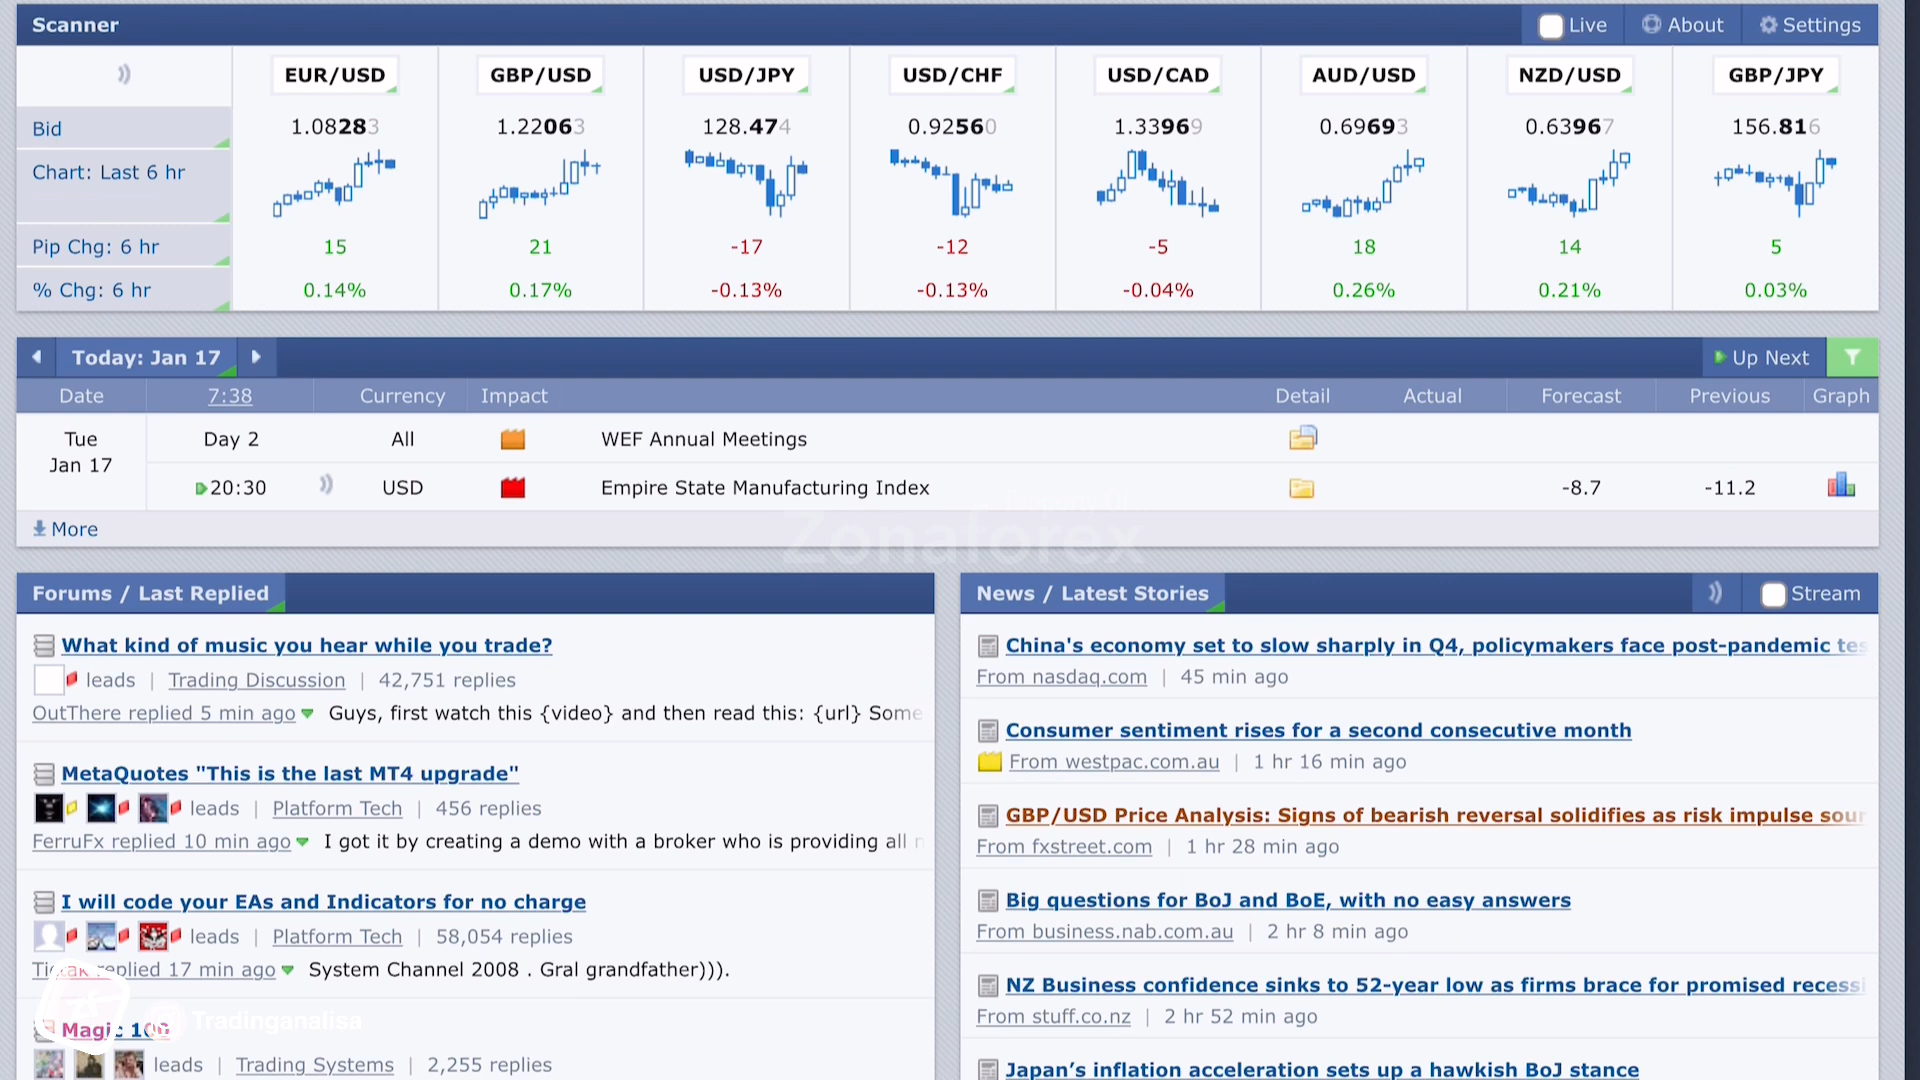 Scanner
Live About Settings
EUR/USD GBP/USD USD/JPY USD/CHF USD/CAD AUD/USD NZD/USD GBP/JPY
Bid 1.08283 1.22063 128.474 0.92560 1.33969 0.69693 0.63967 156.816
Chart: Last 6 hr
Pip Chg: 6 hr 15 21 -17 -12 -5 18 14 5
% Chg: 6 hr 0.14% 0.17% -0.13% -0.13% -0.04% 0.26% 0.21% 0.03%
Today: Jan 17 Up Next
Date 7:38 Currency Impact Detail Actual Forecast Previous Graph
Tue
Jan 17
Day 2 All WEF Annual Meetings
20:30 USD Empire State Manufacturing Index -8.7 -11.2
More
Zonaforex
Forums / Last Replied
What kind of music you hear while you trade?
leads | Trading Discussion | 42,751 replies
OutThere replied 5 min ago Guys, first watch this {video} and then read this: {url} Some
MetaQuotes "This is the last MT4 upgrade"
leads | Platform Tech | 456 replies
FerruFx replied 10 min ago I got it by creating a demo with a broker who is providing all
I will code your EAs and Indicators for no charge
leads | Platform Tech | 58,054 replies
replied 17 min ago System Channel 2008 . Gral grandfather))).
Magic
Tradinganalisa
leads | Trading Systems | 2,255 replies
News / Latest Stories
Stream
China's economy set to slow sharply in Q4, policymakers face post-pandemic tes
From nasdaq.com | 45 min ago
Consumer sentiment rises for a second consecutive month
From westpac.com.au | 1 hr 16 min ago
GBP/USD Price Analysis: Signs of bearish reversal solidifies as risk impulse sour
From fxstreet.com | 1 hr 28 min ago
Big questions for BoJ and BoE, with no easy answers
From business.nab.com.au | 2 hr 8 min ago
NZ Business confidence sinks to 52-year low as firms brace for promised recessi
From stuff.co.nz | 2 hr 52 min ago
Japan’s inflation acceleration sets up a hawkish BoJ stance